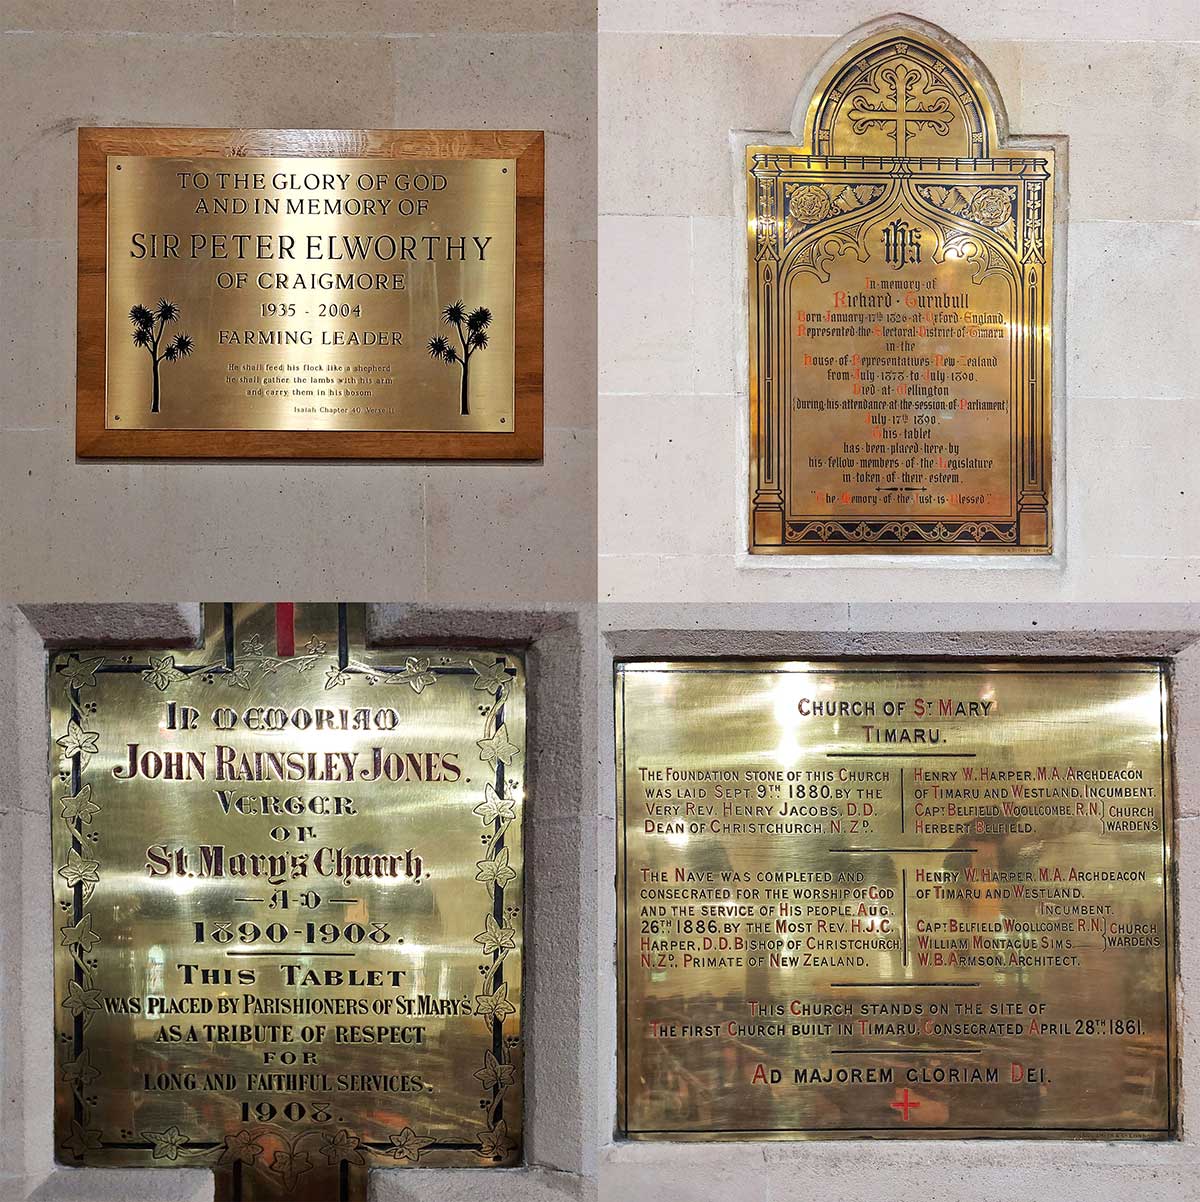 TO THE GLORY OF GOD
AND IN MEMORY OF
SIR PETER ELWORTHY
OF CRAIGMORE
1935 - 2004
FARMING LEADER
He shall feed his flock like a shepherd
he shall gather the lambs with his arm
and carry them in his bosom
Isaiah Chapter 40 Verse 11
ihs
In·memory·of
Richard·Turnbull
Born·January·17th·1826·at·Oxford·England,
Represented·the·Electoral·District·of·Timaru
in·the
House·of·Representatives·New·Zealand
from·July·1878·to·July·1890.
Died·at·Wellington
(during·his·attendance·at·the·session·of·Parliament)
July·17th·1890.
This·tablet
has·been·placed·here·by
his·fellow·members·of·the·Legislature
in·token·of·their·esteem.
"The·Memory·of·the·Just·is·Blessed."
IN MEMORIAM
JOHN RAINSLEY JONES.
VERGER
OF
St. Mary's Church.
—A·D—
1890-1908.
THIS TABLET
WAS PLACED BY PARISHIONERS OF ST. MARY'S,
AS A TRIBUTE OF RESPECT
FOR
LONG AND FAITHFUL SERVICES.
1908.
CHURCH OF ST MARY
TIMARU.
THE FOUNDATION STONE OF THIS CHURCH
WAS LAID SEPT. 9TH 1880, BY THE
VERY REV. HENRY JACOBS, D.D.
DEAN OF CHRISTCHURCH, N.ZD.
HENRY W. HARPER, M.A. ARCHDEACON
OF TIMARU AND WESTLAND, INCUMBENT.
CAPT BELFIELD WOOLLCOMBE, R.N.) CHURCH
HERBERT BELFIELD. ) WARDENS
THE NAVE WAS COMPLETED AND
CONSECRATED FOR THE WORSHIP OF GOD
AND THE SERVICE OF HIS PEOPLE, AUG.
26TH 1886, BY THE MOST REV. H.J.C.
HARPER, D.D. BISHOP OF CHRISTCHURCH
N.ZD., PRIMATE OF NEW ZEALAND.
HENRY W. HARPER, M.A. ARCHDEACON
OF TIMARU AND WESTLAND.
INCUMBENT.
CAPT BELFIELD WOOLLCOMBE R.N.) CHURCH
WILLIAM MONTAGUE SIMS. ) WARDENS
W.B. ARMSON, ARCHITECT.
THIS CHURCH STANDS ON THE SITE OF
THE FIRST CHURCH BUILT IN TIMARU; CONSECRATED APRIL 28TH 1861.
AD MAJOREM GLORIAM DEI.